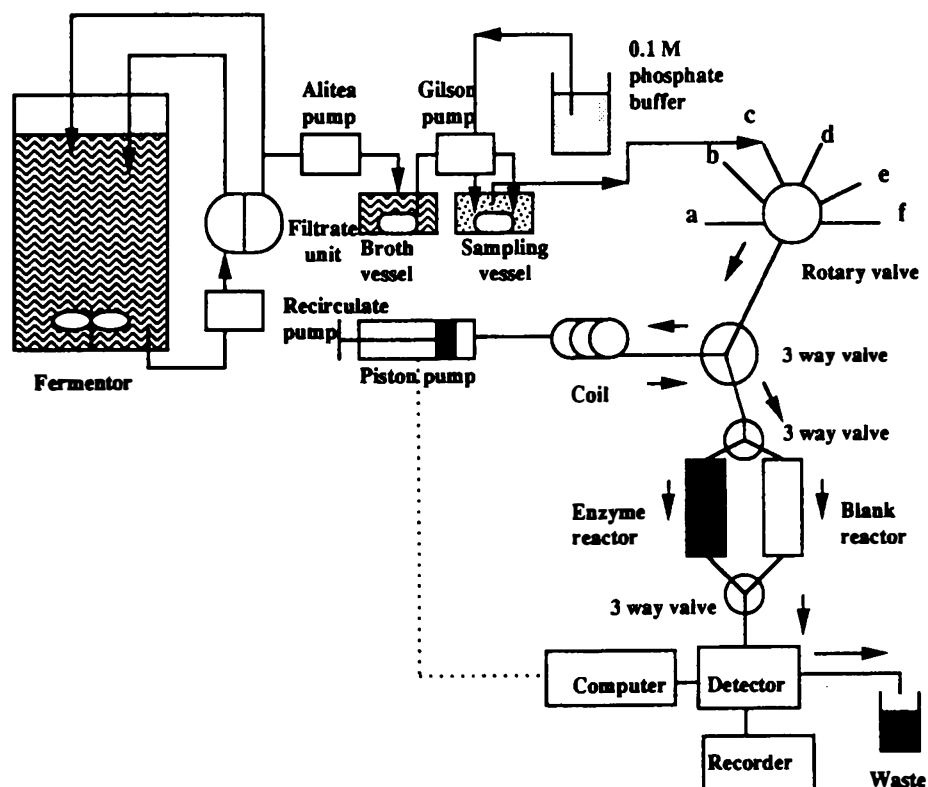 0.1 M
phosphate
buffer
Alitea
pump
Gilson
pump
c
d
b
e
a
f
Filtrate
unit
Broth
vessel
Sampling
vessel
Rotary valve
Recirculate
pump
Piston pump
Fermentor
Coil
3 way valve
3 way valve
Enzyme
reactor
Blank
reactor
3 way valve
Computer
Detector
Recorder
Waste